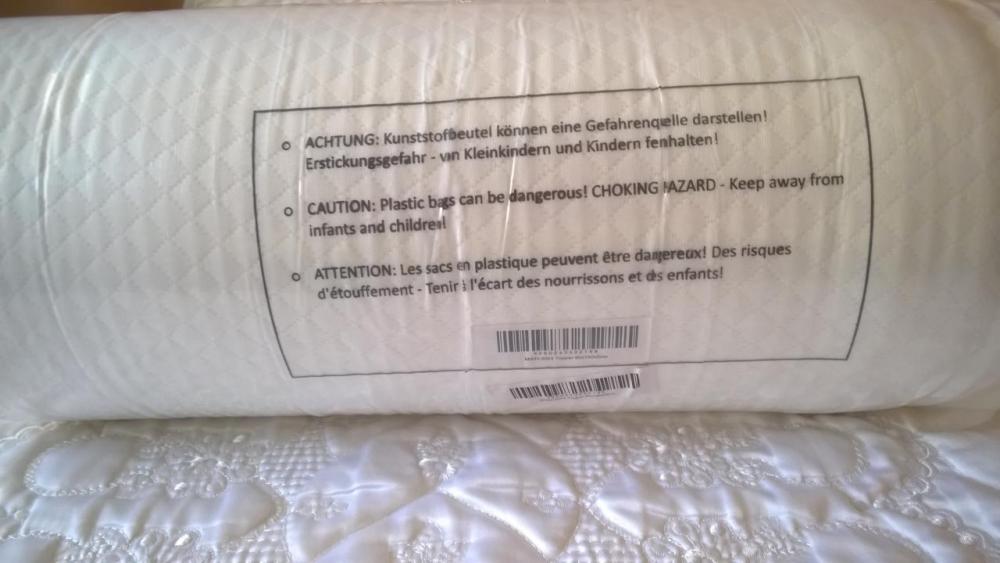 ACHTUNG: Kunststofbeutel können eine Gefahrenquelle darstellen!
Erstickungsgefahr - von Kleinkindern und Kindern fenhalten!
CAUTION: Plastic bags can be dangerous! CHOKING HAZARD - Keep away from
infants and children!
ATTENTION: Les sacs en plastique peuvent être dangereux! Des risques
d'étouffement - Tenir à l'écart des nourrissons et des enfants!